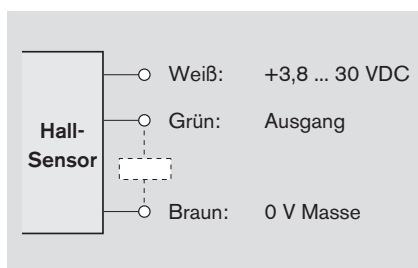 Weiß: +3,8 ... 30 VDC
Grün: Ausgang
Hall-
Sensor
Braun: 0 V Masse